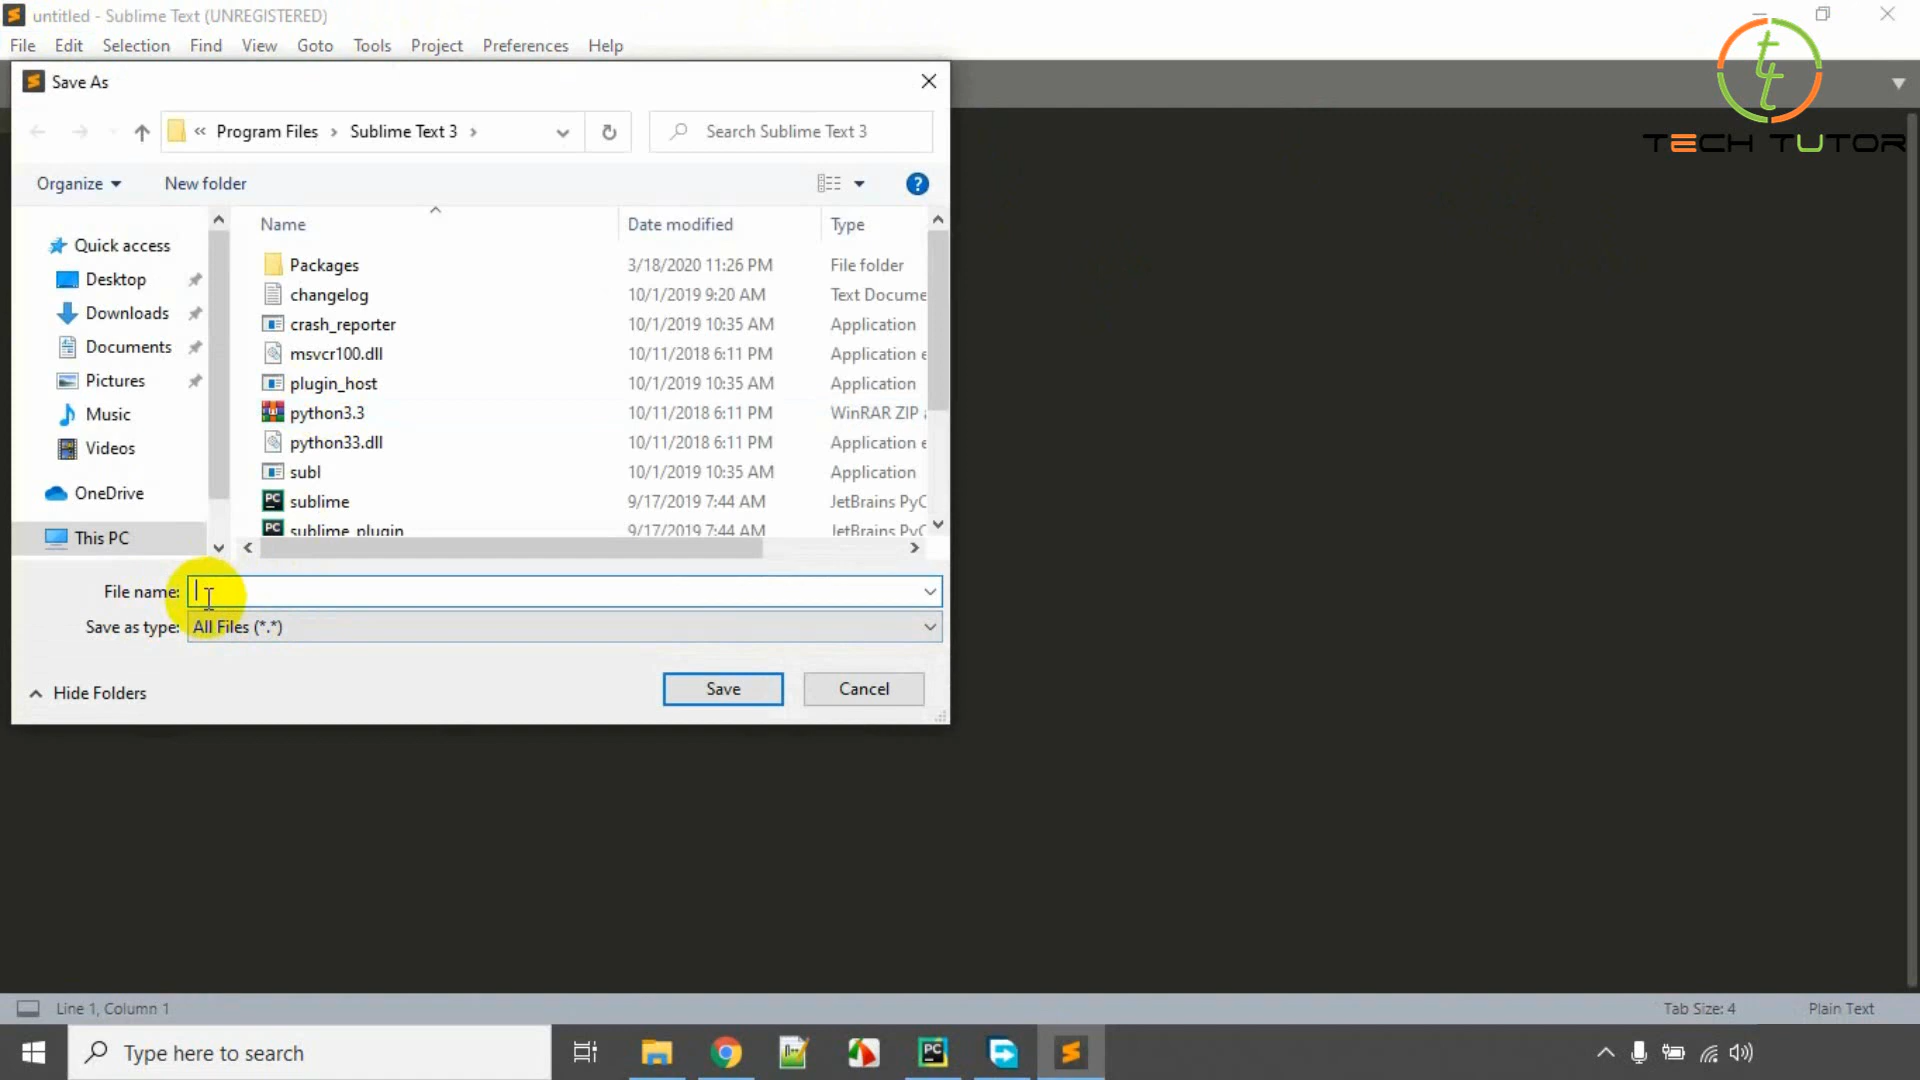 untitled - Sublime Text (UNREGISTERED)
File Edit Selection Find View Goto Tools Project Preferences Help
Save As
« Program Files › Sublime Text 3 ›
Search Sublime Text 3
TECH TUTOR
Organize
New folder
Name
Date modified
Type
Quick access
Desktop
Downloads
Documents
Pictures
Music
Videos
OneDrive
This PC
Packages 3/18/2020 11:26 PM File folder
changelog 10/1/2019 9:20 AM Text Docume
crash_reporter 10/1/2019 10:35 AM Application
msvcr100.dll 10/11/2018 6:11 PM Application e
plugin_host 10/1/2019 10:35 AM Application
python3.3 10/11/2018 6:11 PM WinRAR ZIP a
python33.dll 10/11/2018 6:11 PM Application e
subl 10/1/2019 10:35 AM Application
sublime 9/17/2019 7:44 AM JetBrains PyC
sublime_plugin 9/17/2019 7:44 AM JetBrains PyC
File name:
Save as type: All Files (*.*)
Hide Folders
Save
Cancel
Line 1, Column 1
Tab Size: 4
Plain Text
Type here to search